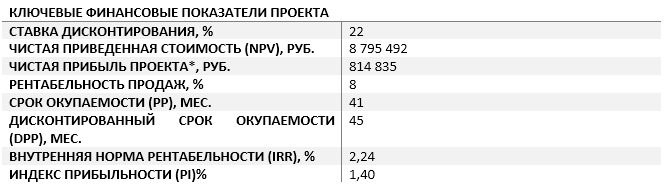 КЛЮЧЕВЫЕ ФИНАНСОВЫЕ ПОКАЗАТЕЛИ ПРОЕКТА
СТАВКА ДИСКОНТИРОВАНИЯ, % 22
ЧИСТАЯ ПРИВЕДЕННАЯ СТОИМОСТЬ (NPV), РУБ. 8 795 492
ЧИСТАЯ ПРИБЫЛЬ ПРОЕКТА*, РУБ. 814 835
РЕНТАБЕЛЬНОСТЬ ПРОДАЖ, % 8
СРОК ОКУПАЕМОСТИ (PP), МЕС. 41
ДИСКОНТИРОВАННЫЙ СРОК ОКУПАЕМОСТИ 45
(DPP), МЕС.
ВНУТРЕННЯЯ НОРМА РЕНТАБЕЛЬНОСТИ (IRR), % 2,24
ИНДЕКС ПРИБЫЛЬНОСТИ (PI)% 1,40